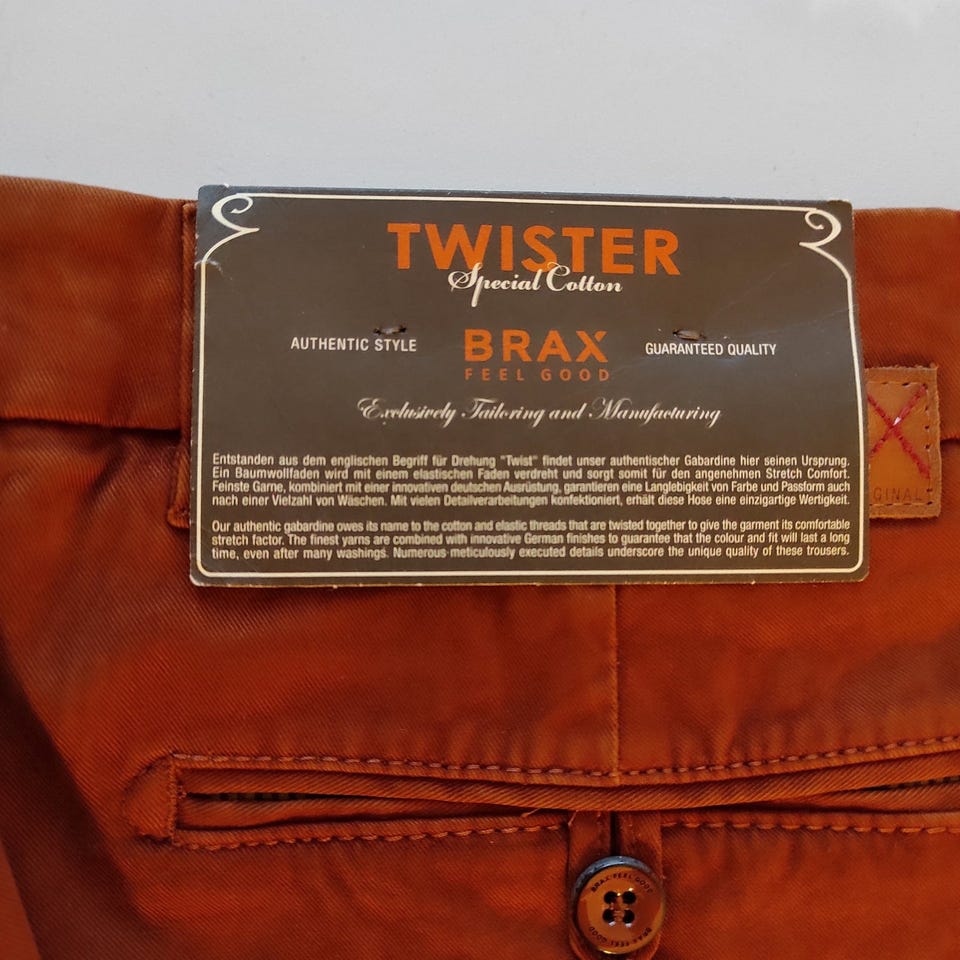 TWISTER
Special Cotton
AUTHENTIC STYLE
BRAX
FEEL GOOD
GUARANTEED QUALITY
Exclusively Tailoring and Manufacturing
Entstanden aus dem englischen Begriff für Drehung "Twist" findet unser authentischer Gabardine hier seinen Ursprung.
Ein Baumwollfaden wird mit einem elastischen Faden verdreht und sorgt somit für den angenehmen Stretch Comfort.
Feinste Garne, kombiniert mit einer innovativen deutschen Ausrüstung, garantieren eine Langlebigkeit von Farbe und Passform auch
nach einer Vielzahl von Wäschen. Mit vielen Detailverarbeitungen konfektioniert, erhält diese Hose eine einzigartige Wertigkeit.
Our authentic gabardine owes its name to the cotton and elastic threads that are twisted together to give the garment its comfortable
stretch factor. The finest yarns are combined with innovative German finishes to guarantee that the colour and fit will last a long
time, even after many washings. Numerous meticulously executed details underscore the unique quality of these trousers.
GINAL
BRAX FEEL GOOD
BRAX FEEL GOOD